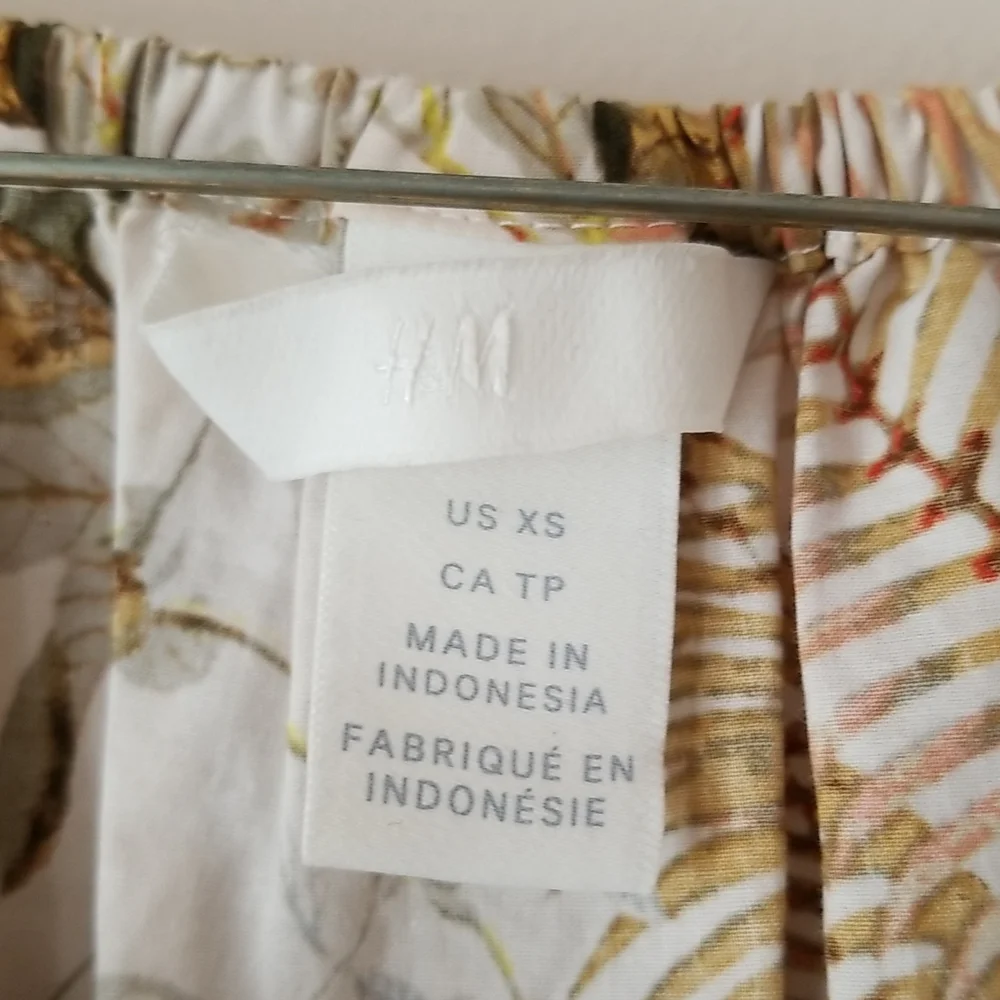 H&M
US XS
CA TP
MADE IN
INDONESIA
FABRIQUÉ EN
INDONÉSIE